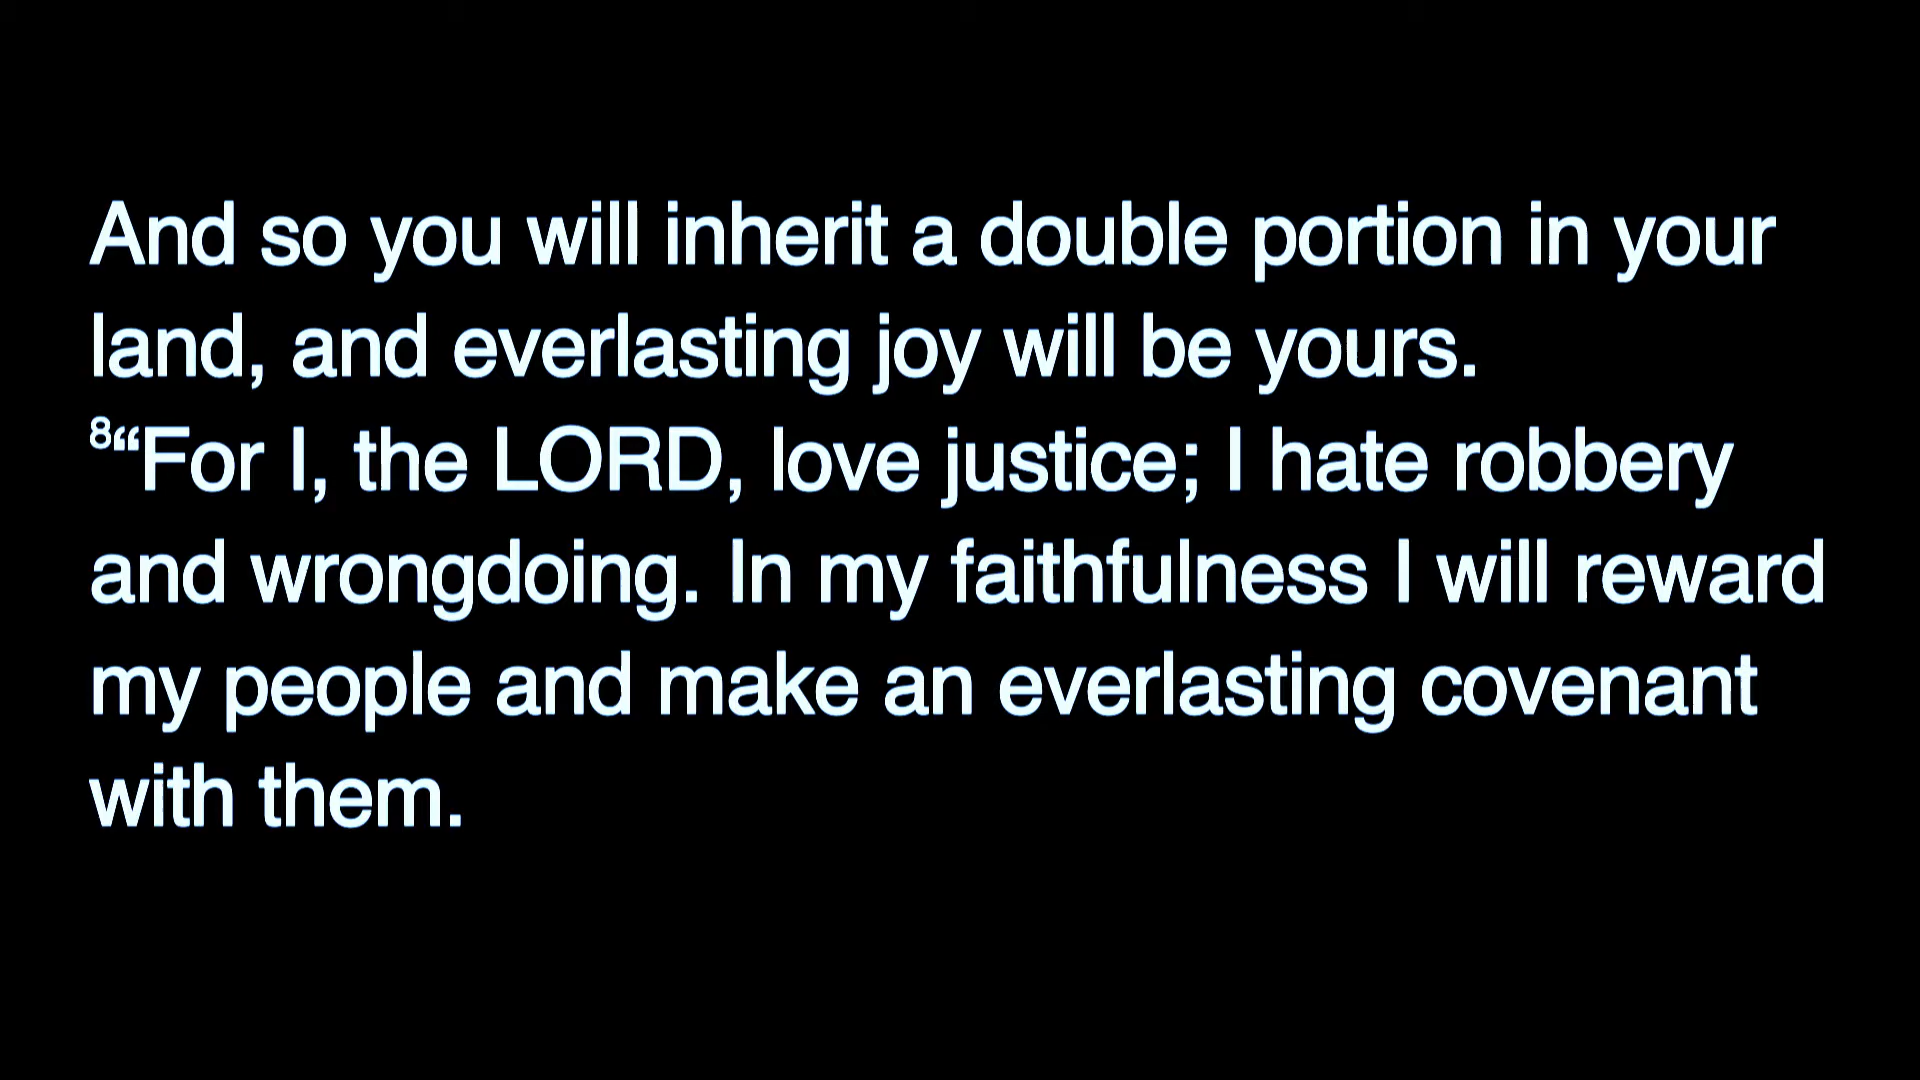 And so you will inherit a double portion in your
land, and everlasting joy will be yours.
⁸“For I, the LORD, love justice; I hate robbery
and wrongdoing. In my faithfulness I will reward
my people and make an everlasting covenant
with them.